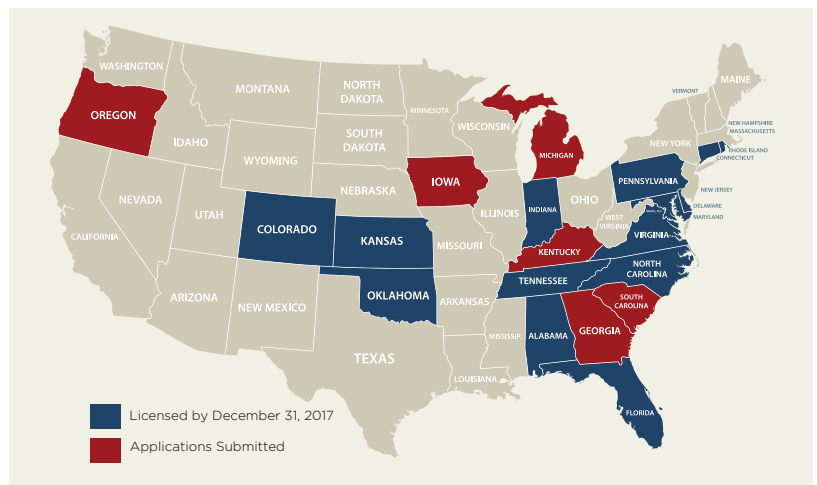 WASHINGTON
OREGON
MONTANA
IDAHO
WYOMING
NORTH
DAKOTA
SOUTH
DAKOTA
MINNESOTA
WISCONSIN
MICHIGAN
MAINE
VERMONT
NEW HAMPSHIRE
MASSACHUSETTS
RHODE ISLAND
CONNECTICUT
NEW YORK
NEVADA
UTAH
CALIFORNIA
COLORADO
NEBRASKA
KANSAS
IOWA
ILLINOIS
INDIANA
OHIO
PENNSYLVANIA
NEW JERSEY
DELAWARE
MARYLAND
WEST
VIRGINIA
VIRGINIA
KENTUCKY
MISSOURI
ARIZONA
NEW MEXICO
OKLAHOMA
ARKANSAS
TENNESSEE
NORTH
CAROLINA
SOUTH
CAROLINA
GEORGIA
ALABAMA
MISSISSIP
LOUISIANA
TEXAS
FLORIDA
Licensed by December 31, 2017
Applications Submitted